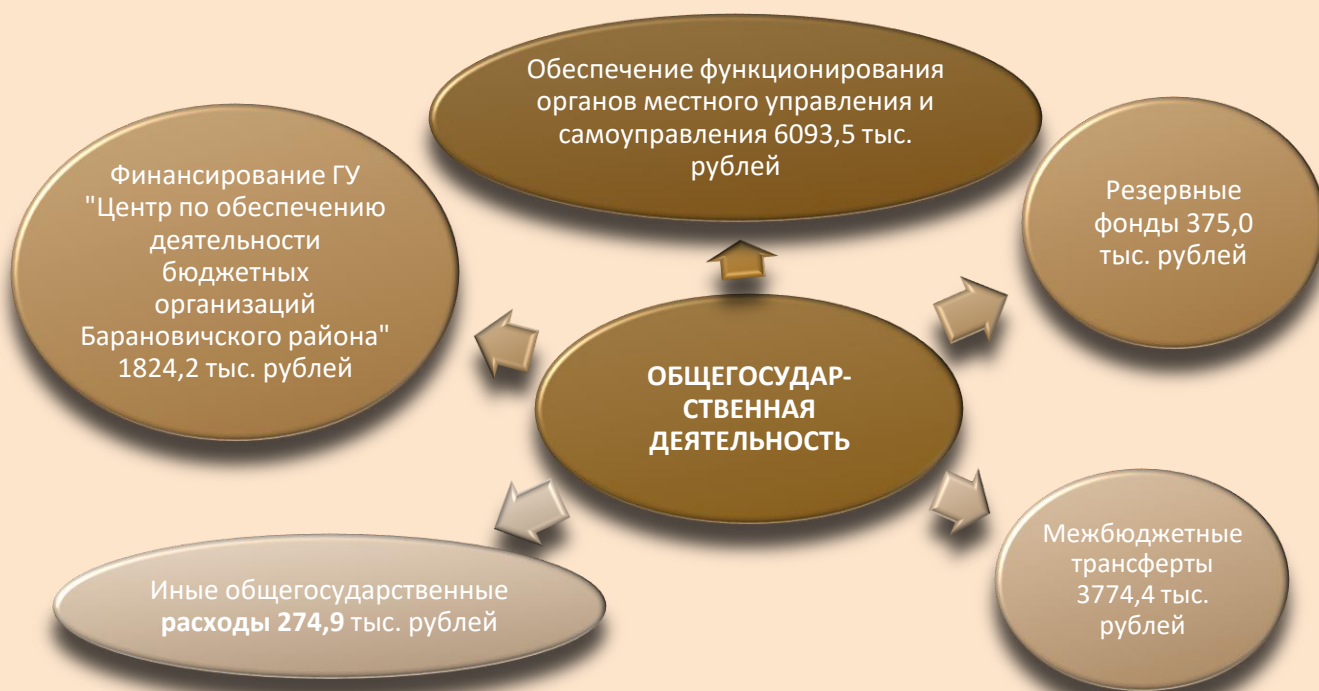 Обеспечение функционирования
органов местного управления и
самоуправления 6093,5 тыс.
рублей
Финансирование ГУ
"Центр по обеспечению
деятельности
бюджетных
организаций
Барановичского района"
1824,2 тыс. рублей
Резервные
фонды 375,0
тыс. рублей
ОБЩЕГОСУДАР-
СТВЕННАЯ
ДЕЯТЕЛЬНОСТЬ
Иные общегосударственные
расходы 274,9 тыс. рублей
Межбюджетные
трансферты
3774,4 тыс.
рублей